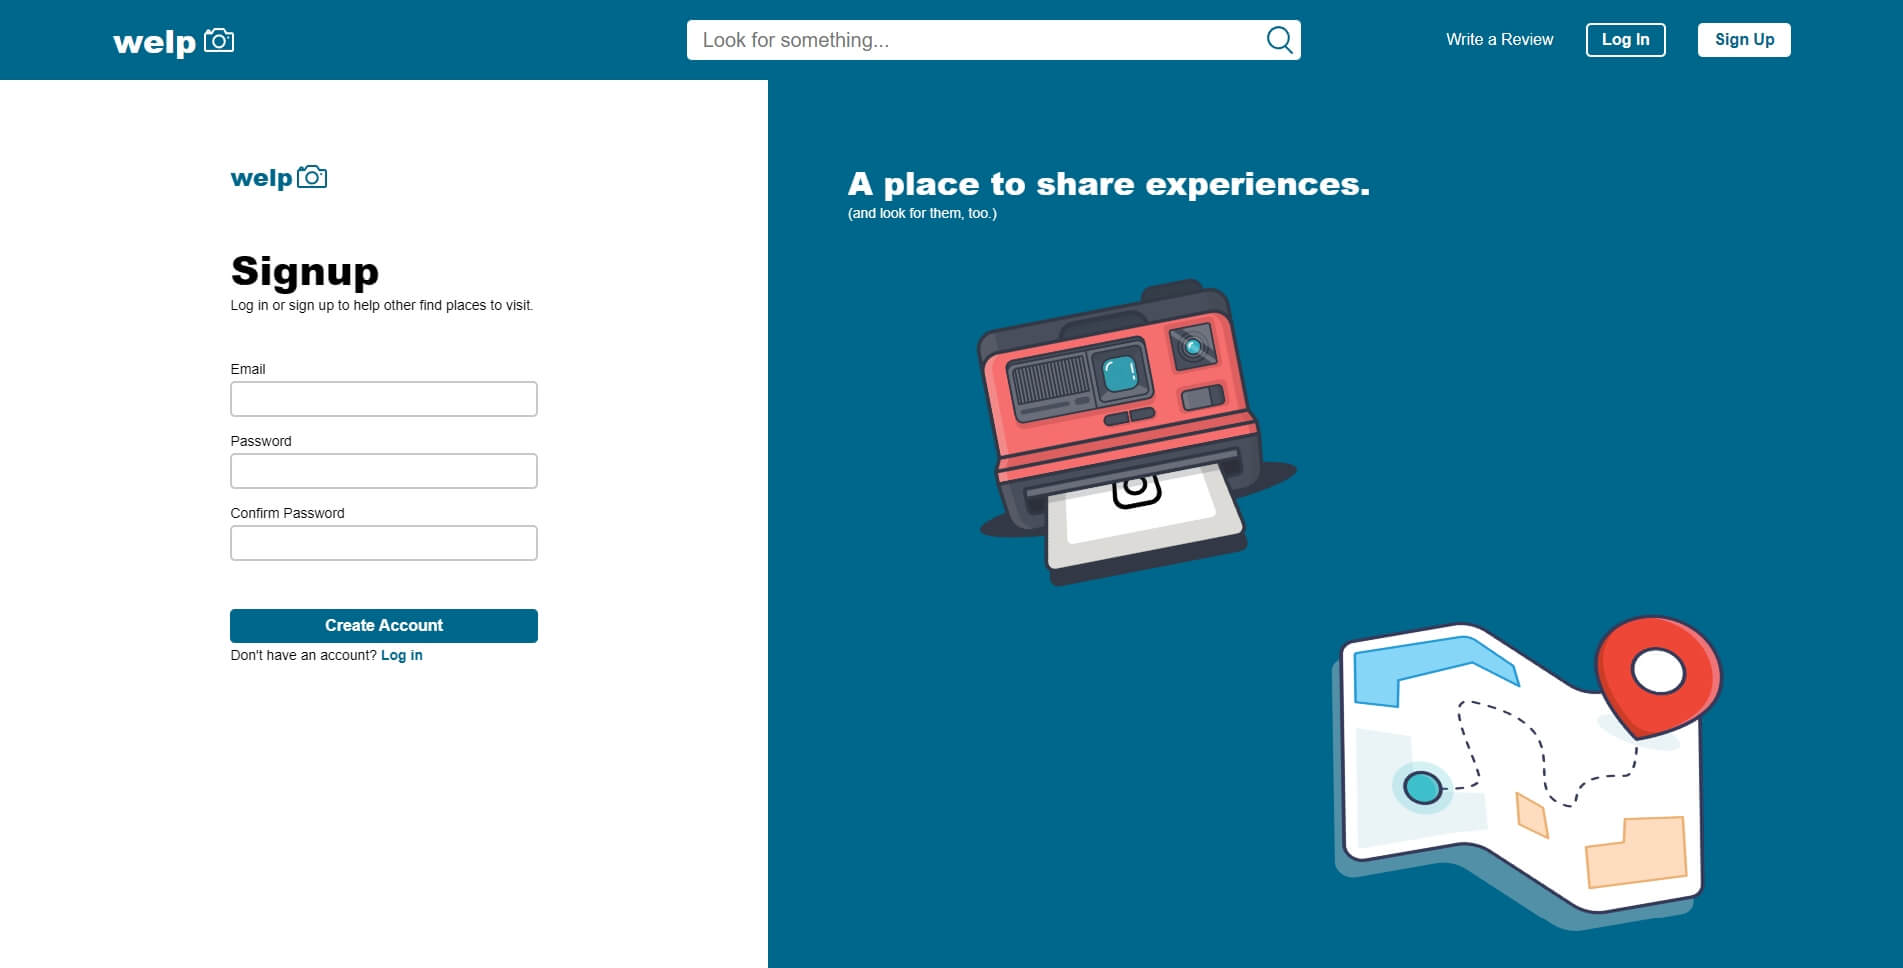 welp
Look for something...
Write a Review
Log In
Sign Up
welp
Signup
Log in or sign up to help other find places to visit.
Email
Password
Confirm Password
Create Account
Don't have an account? Log in
A place to share experiences.
(and look for them, too.)